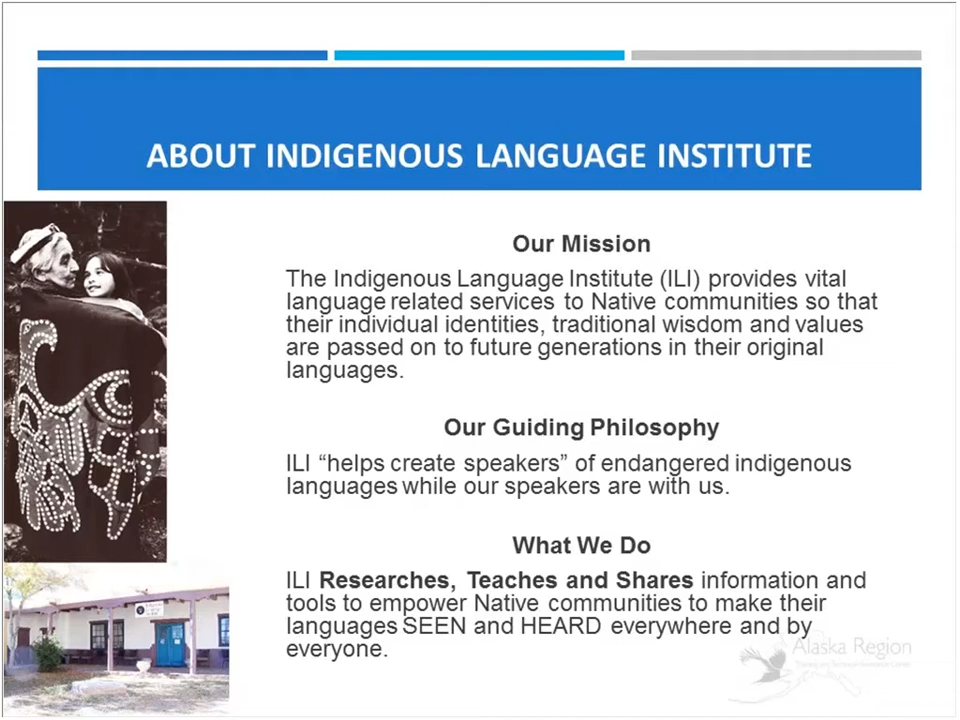 ABOUT INDIGENOUS LANGUAGE INSTITUTE
Our Mission
The Indigenous Language Institute (ILI) provides vital
language related services to Native communities so that
their individual identities, traditional wisdom and values
are passed on to future generations in their original
languages.
Our Guiding Philosophy
ILI “helps create speakers” of endangered indigenous
languages while our speakers are with us.
What We Do
ILI Researches, Teaches and Shares information and
tools to empower Native communities to make their
languages SEEN and HEARD everywhere and by
everyone.
Alaska Region